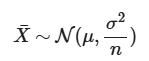 X̄ ∼ 𝒩(μ, σ²/n)